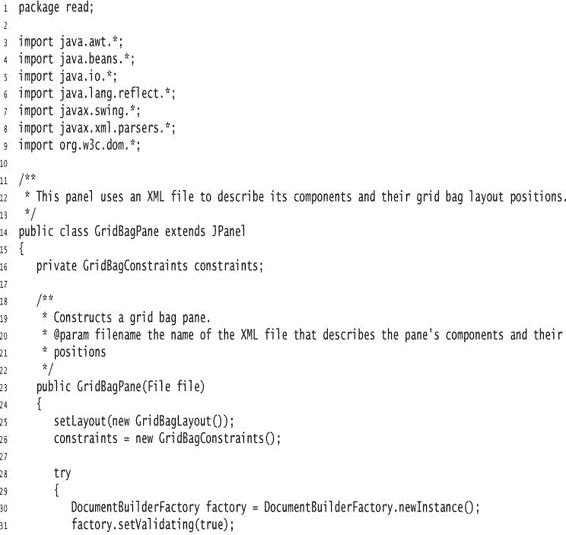 1 package read;
2
3 import java.awt.*;
4 import java.beans.*;
5 import java.io.*;
6 import java.lang.reflect.*;
7 import javax.swing.*;
8 import javax.xml.parsers.*;
9 import org.w3c.dom.*;
10
11 /**
12  * This panel uses an XML file to describe its components and their grid bag layout positions.
13  */
14 public class GridBagPane extends JPanel
15 {
16    private GridBagConstraints constraints;
17
18    /**
19     * Constructs a grid bag pane.
20     * @param filename the name of the XML file that describes the pane's components and their
21     * positions
22     */
23    public GridBagPane(File file)
24    {
25       setLayout(new GridBagLayout());
26       constraints = new GridBagConstraints();
27
28       try
29       {
30          DocumentBuilderFactory factory = DocumentBuilderFactory.newInstance();
31          factory.setValidating(true);